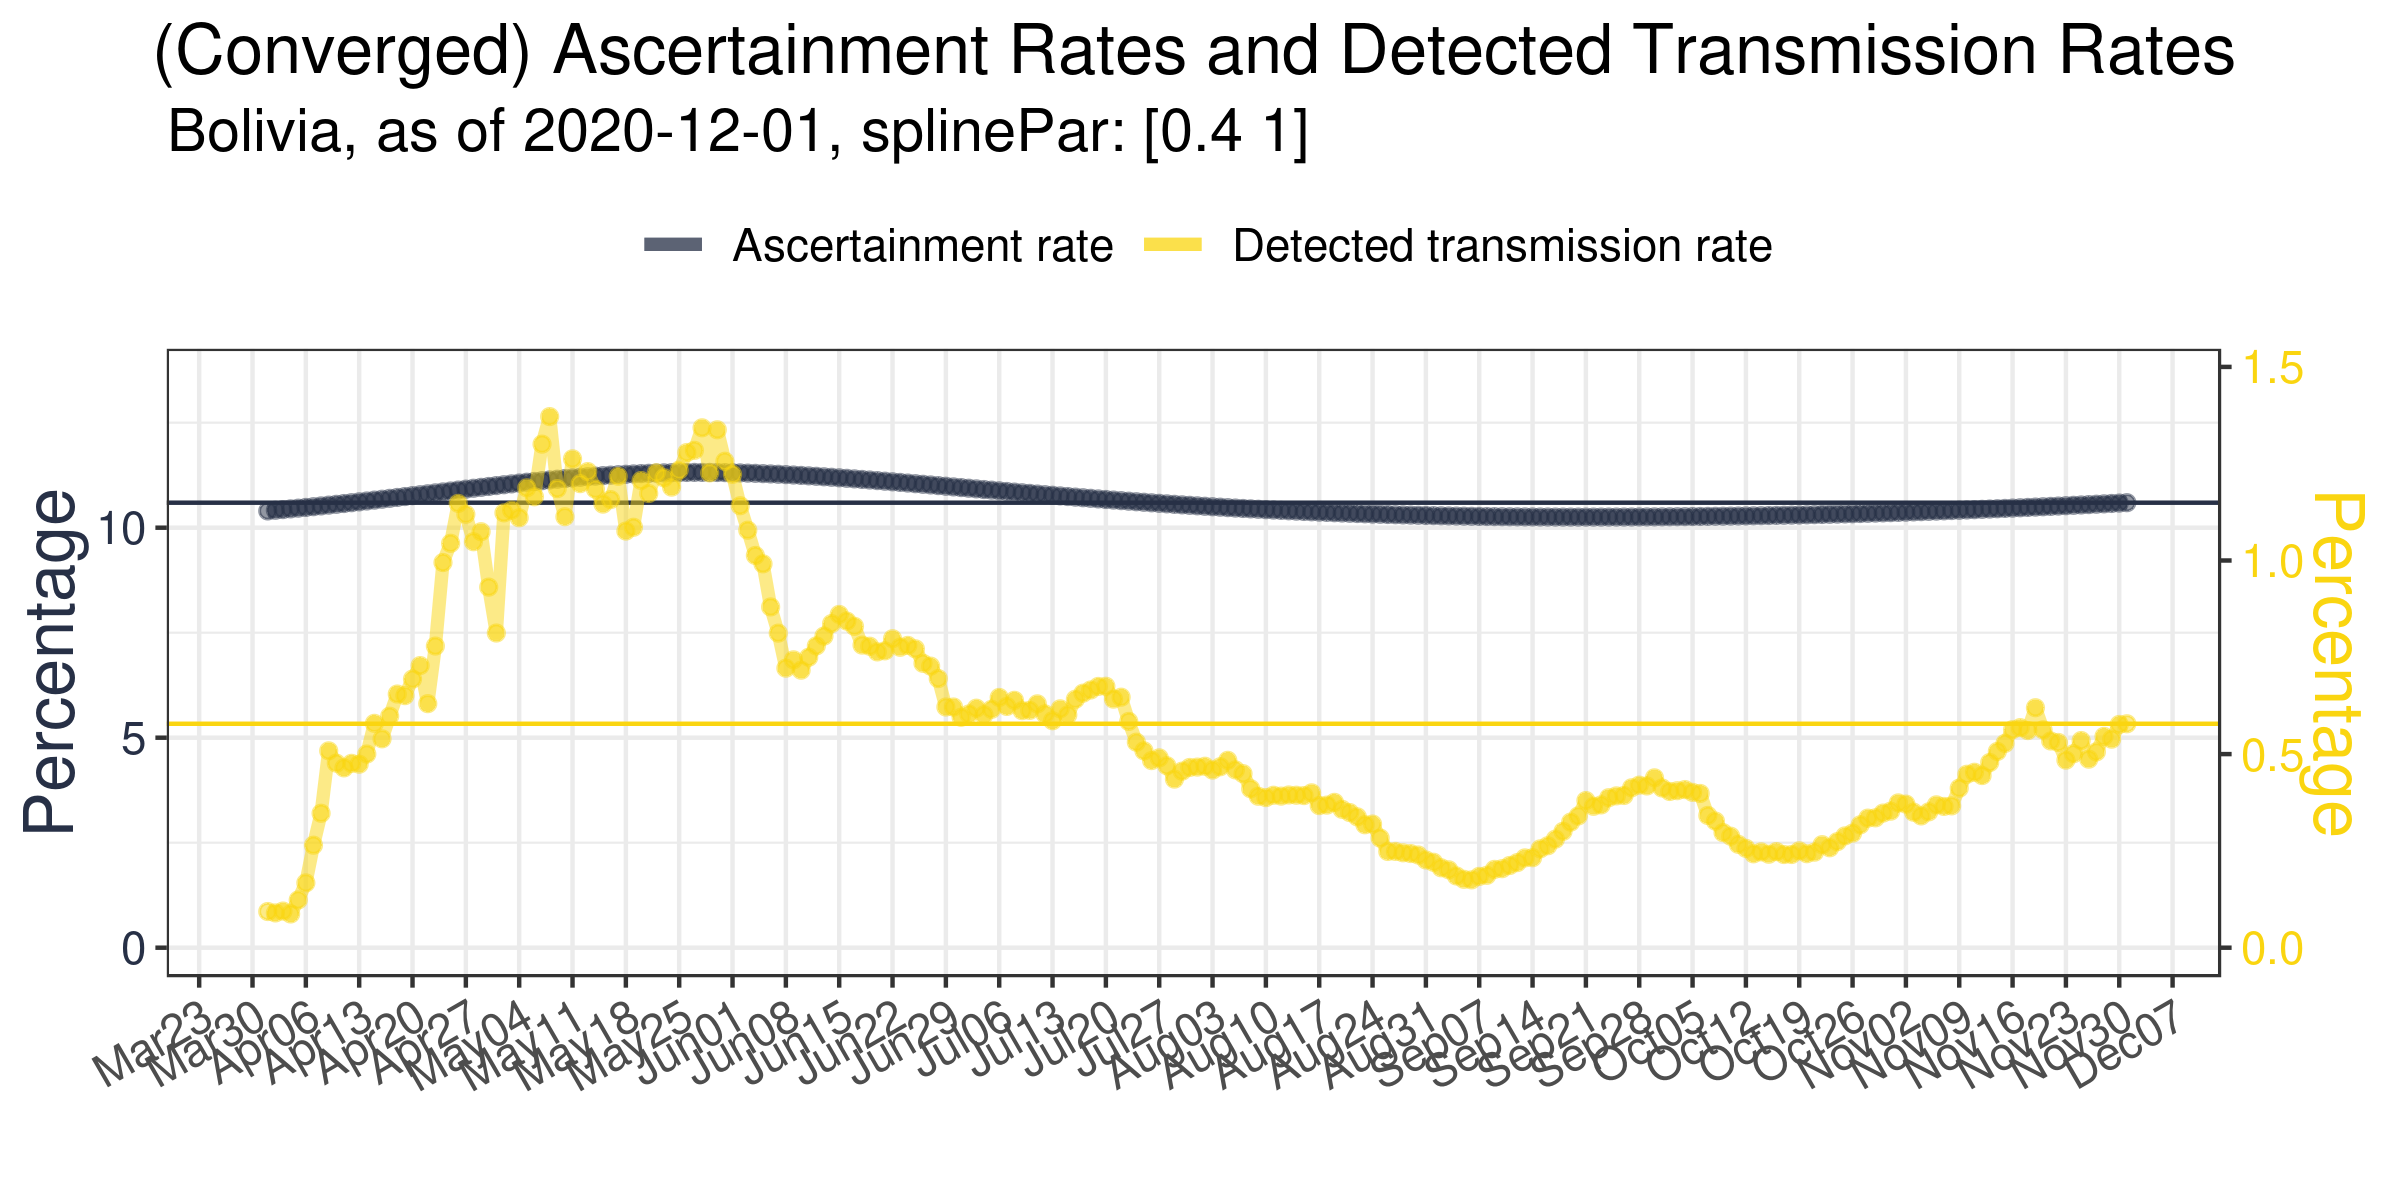 (Converged) Ascertainment Rates and Detected Transmission Rates
Bolivia, as of 2020-12-01, splinePar: [0.4 1]
Ascertainment rate
Detected transmission rate
Percentage
10
5
0
1.5
1.0
0.5
0.0
Percentage
Mar23
Mar30
Apr06
Apr13
Apr20
Apr27
May04
May11
May18
May25
Jun01
Jun08
Jun15
Jun22
Jun29
Jul06
Jul13
Jul20
Jul27
Aug03
Aug10
Aug17
Aug24
Aug31
Sep07
Sep14
Sep21
Sep28
Oct05
Oct12
Oct19
Oct26
Nov02
Nov09
Nov16
Nov23
Nov30
Dec07